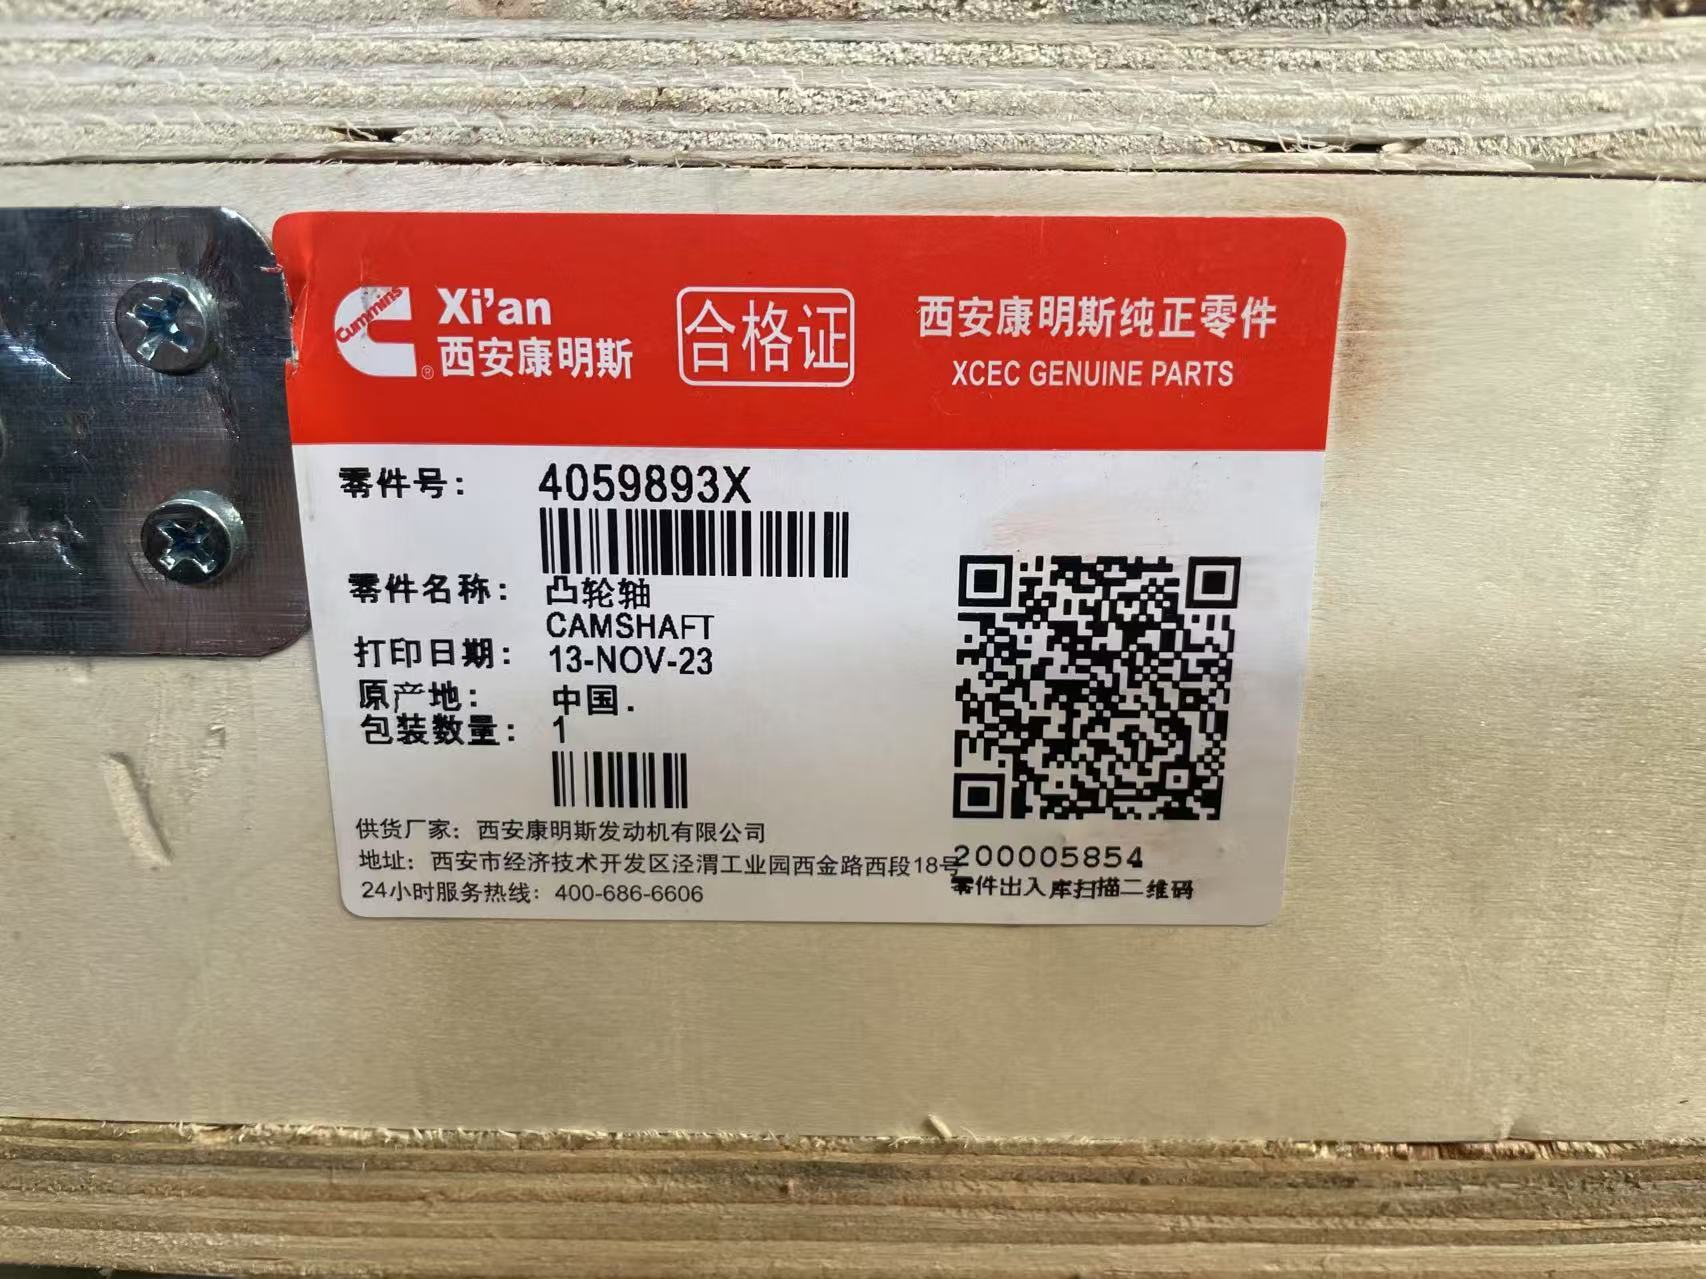 Cummins
Xi'an
®西安康明斯
合格证
西安康明斯纯正零件
XCEC GENUINE PARTS
零件号: 4059893X
零件名称: 凸轮轴
CAMSHAFT
打印日期: 13-NOV-23
原产地: 中国.
包装数量: 1
供货厂家: 西安康明斯发动机有限公司
地址: 西安市经济技术开发区泾渭工业园西金路西段18号
24小时服务热线: 400-686-6606
200005854
零件出入库扫描二维码